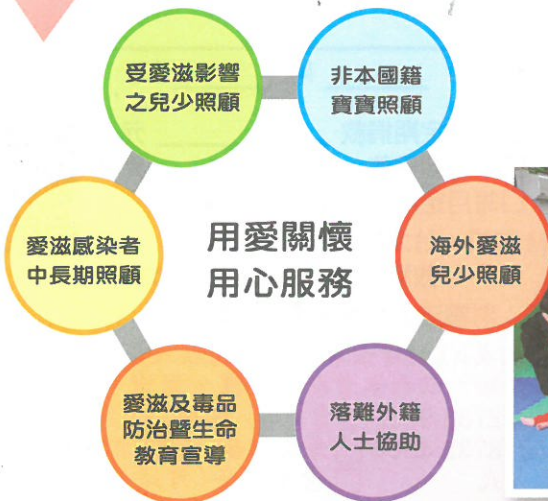 受愛滋影響
之兒少照顧
非本國籍
寶寶照顧
愛滋感染者
中長期照顧
用愛關懷
用心服務
海外愛滋
兒少照顧
愛滋及毒品
防治暨生命
教育宣導
落難外籍
人士協助